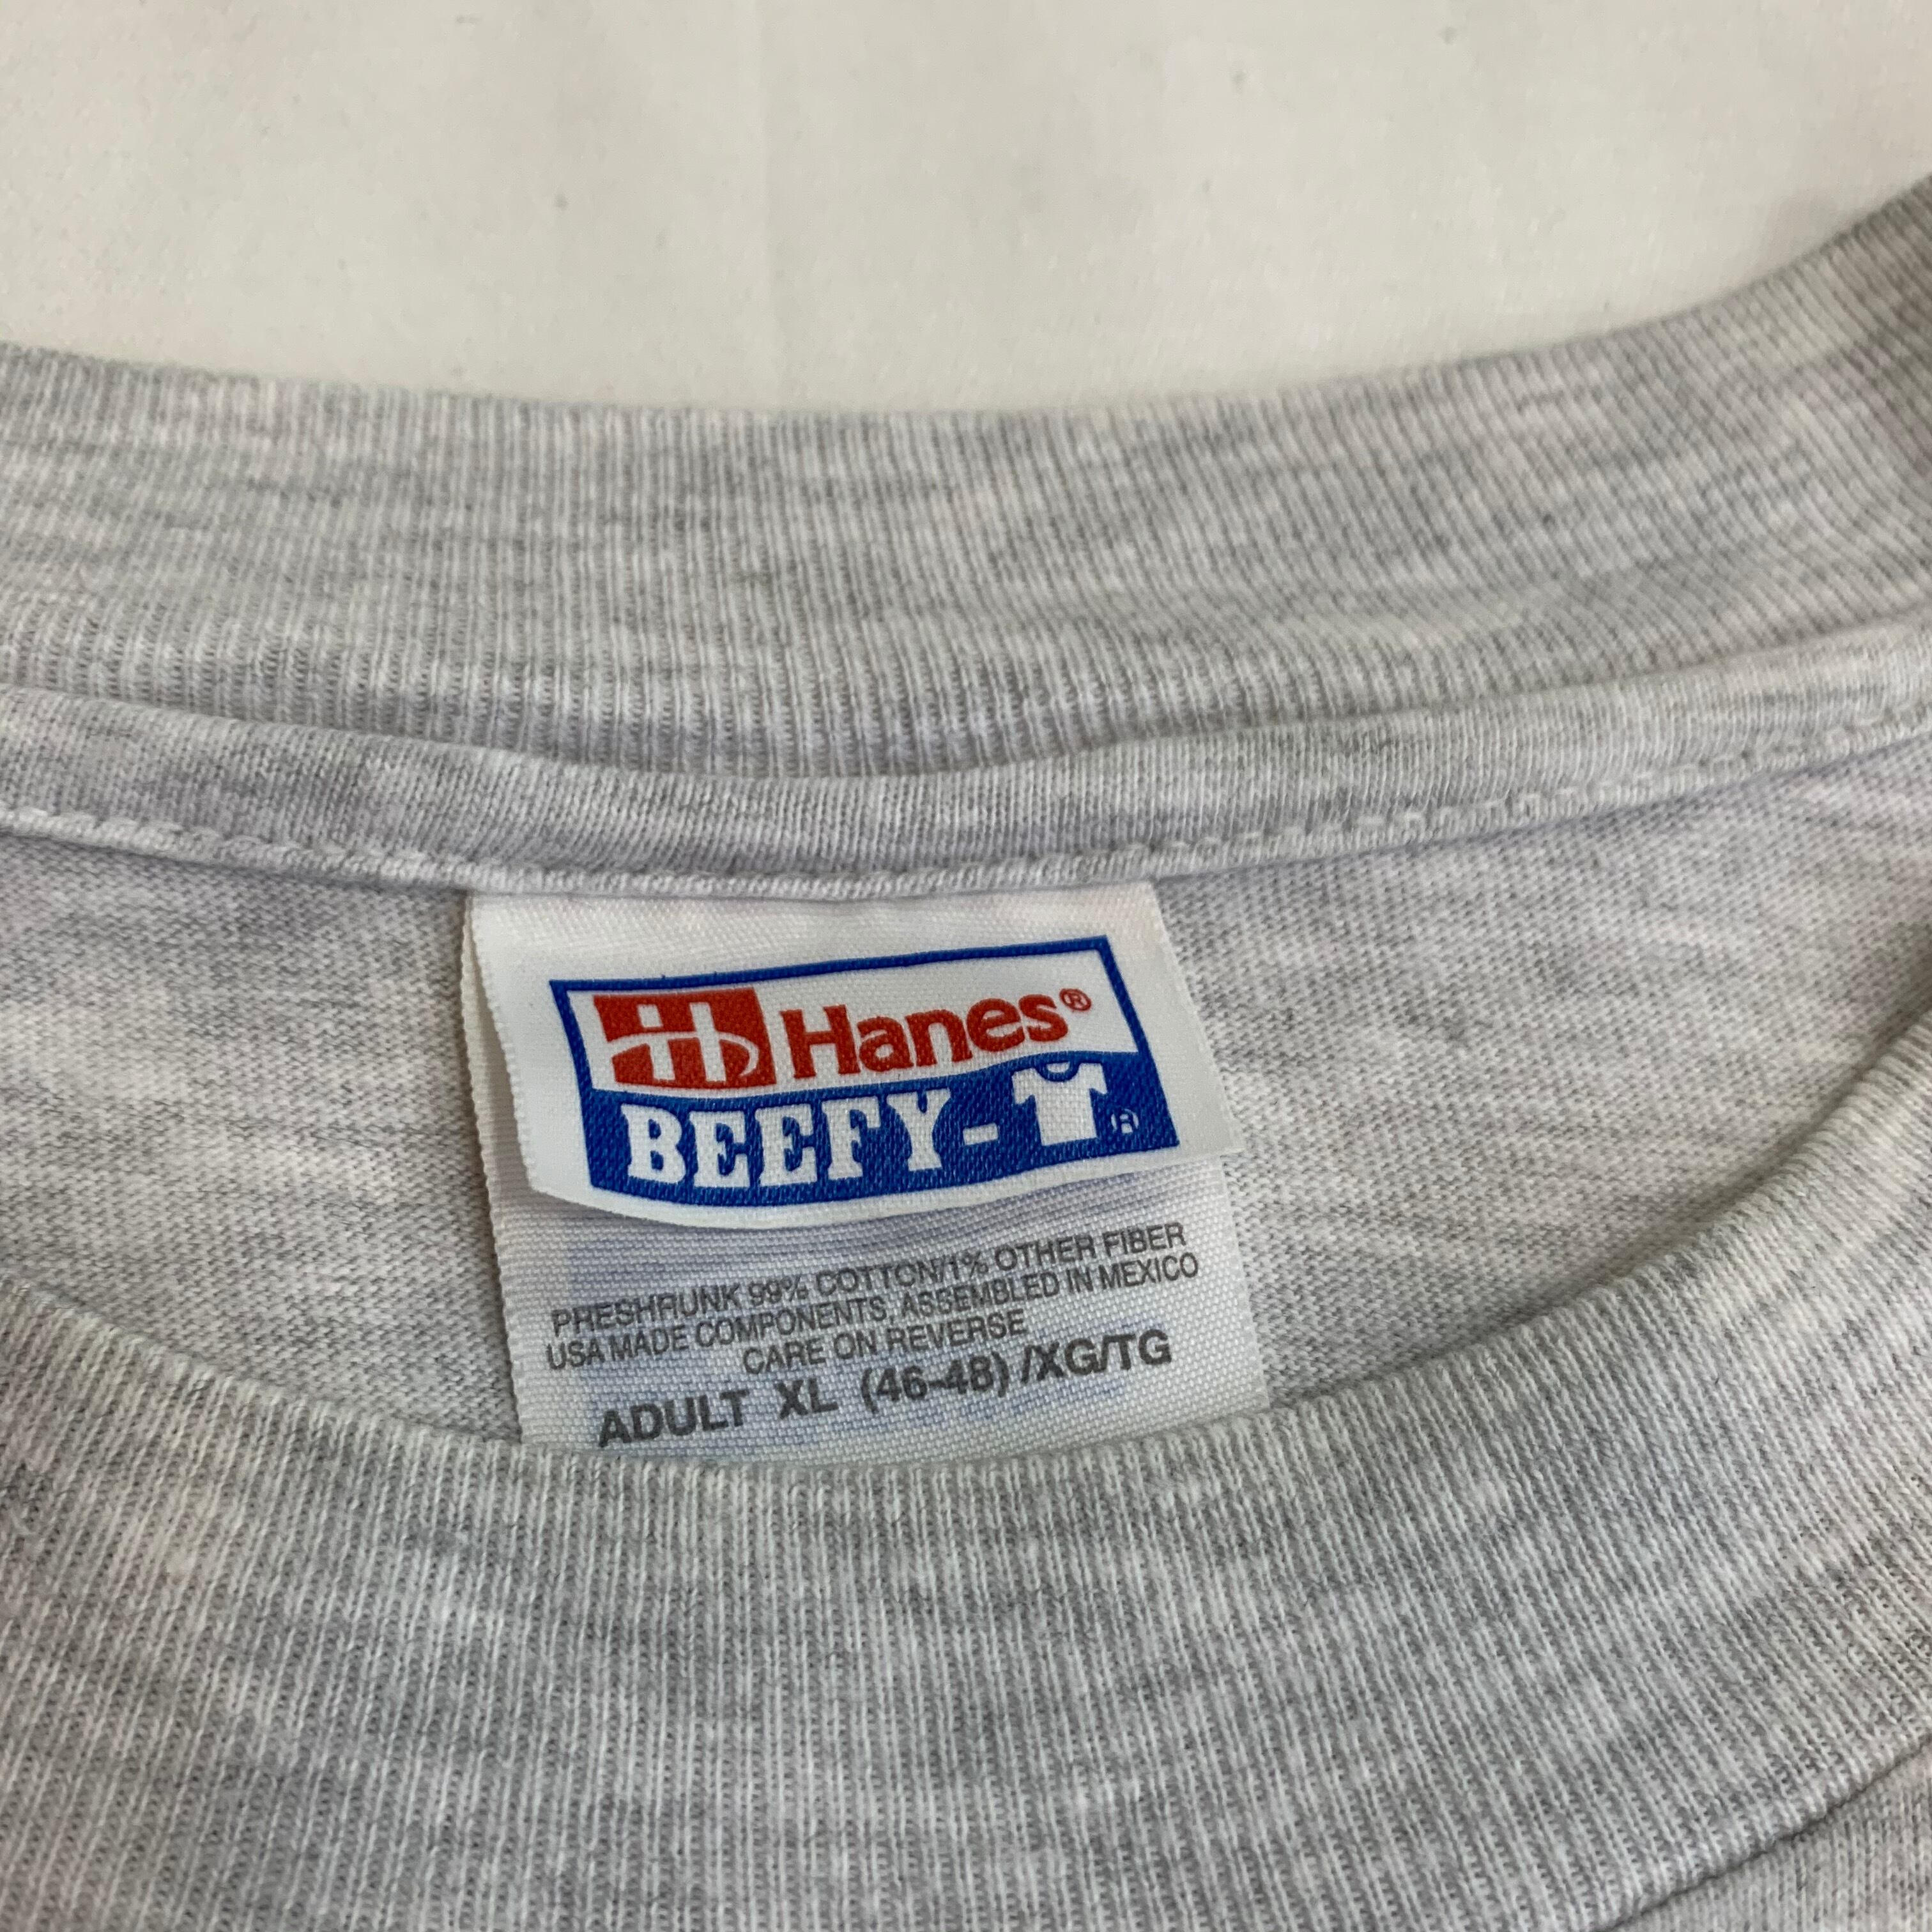 Hanes®
BEEFY-T®
PRESHRUNK 99% COTTON/1% OTHER FIBER
USA MADE COMPONENTS, ASSEMBLED IN MEXICO
CARE ON REVERSE
ADULT XL (46-48) /XG/TG